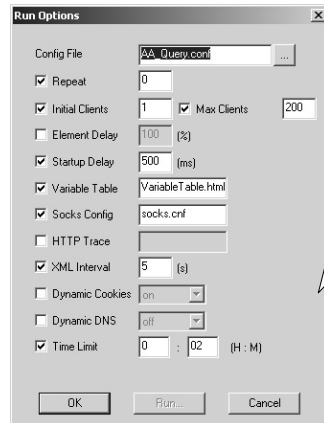 Run Options
Config File AA_Query.conf ...
Repeat 0
Initial Clients 1 Max Clients 200
Element Delay 100 (%)
Startup Delay 500 (ms)
Variable Table VariableTable.html
Socks Config socks.cnf
HTTP Trace
XML Interval 5 (s)
Dynamic Cookies on
Dynamic DNS off
Time Limit 0 : 02 (H : M)
OK Run... Cancel